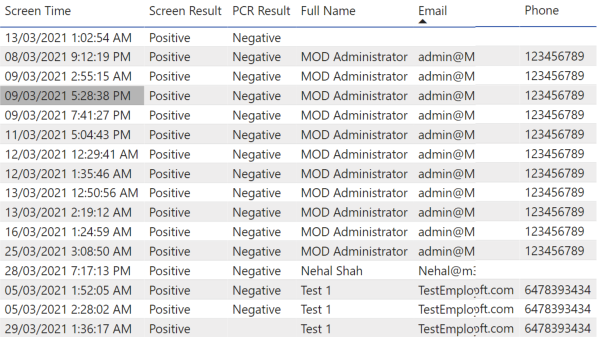 Screen Time Screen Result PCR Result Full Name Email Phone
13/03/2021 1:02:54 AM Positive Negative
08/03/2021 9:12:19 PM Positive Negative MOD Administrator admin@M 123456789
09/03/2021 2:55:15 AM Positive Negative MOD Administrator admin@M 123456789
09/03/2021 5:28:38 PM Positive Negative MOD Administrator admin@M 123456789
09/03/2021 7:41:27 PM Positive Negative MOD Administrator admin@M 123456789
11/03/2021 5:04:43 PM Positive Negative MOD Administrator admin@M 123456789
12/03/2021 12:29:41 AM Positive Negative MOD Administrator admin@M 123456789
12/03/2021 1:35:46 AM Positive Negative MOD Administrator admin@M 123456789
13/03/2021 12:50:56 AM Positive Negative MOD Administrator admin@M 123456789
13/03/2021 2:19:12 AM Positive Negative MOD Administrator admin@M 123456789
16/03/2021 1:24:59 AM Positive Negative MOD Administrator admin@M 123456789
25/03/2021 3:08:50 AM Positive Negative MOD Administrator admin@M 123456789
28/03/2021 7:17:13 PM Positive Negative Nehal Shah Nehal@m
05/03/2021 1:52:05 AM Positive Negative Test 1 TestEmployoft.com 6478393434
05/03/2021 2:28:02 AM Positive Negative Test 1 TestEmployoft.com 6478393434
29/03/2021 1:36:17 AM Positive Test 1 TestEmployoft.com 6478393434